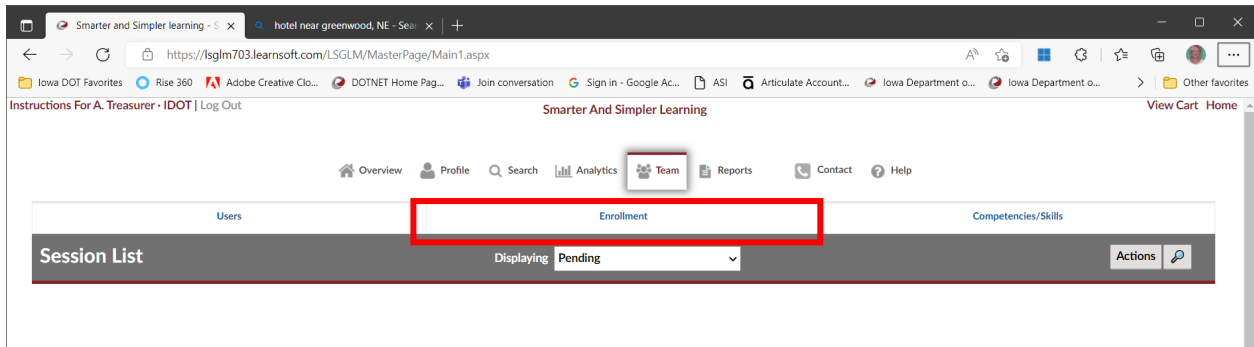 Smarter and Simpler learning - S
hotel near greenwood, NE - Sea
https://lsglm703.learnsoft.com/LSGLM/MasterPage/Main1.aspx
Iowa DOT Favorites Rise 360 Adobe Creative Clo... DOTNET Home Pag... Join conversation Sign in - Google Ac... ASI Articulate Account... Iowa Department o... Iowa Department o... Other favorites
Instructions For A. Treasurer · IDOT | Log Out Smarter And Simpler Learning View Cart Home
Overview Profile Search Analytics Team Reports Contact Help
Users Enrollment Competencies/Skills
Session List Displaying Pending Actions